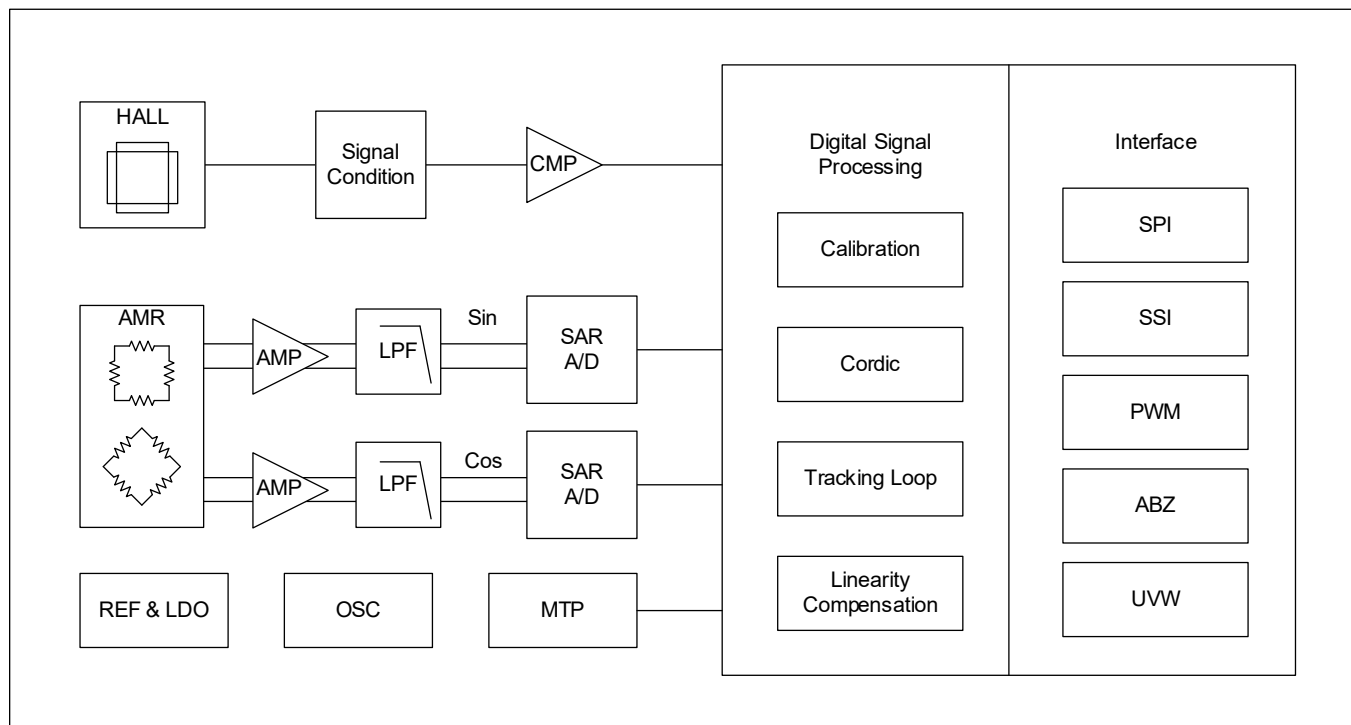 HALL
Signal
Condition
CMP
Digital Signal
Processing
Interface
Calibration
SPI
AMR
AMP
LPF
Sin
SAR
A/D
Cordic
SSI
PWM
AMP
LPF
Cos
SAR
A/D
Tracking Loop
ABZ
REF & LDO
OSC
MTP
Linearity
Compensation
UVW